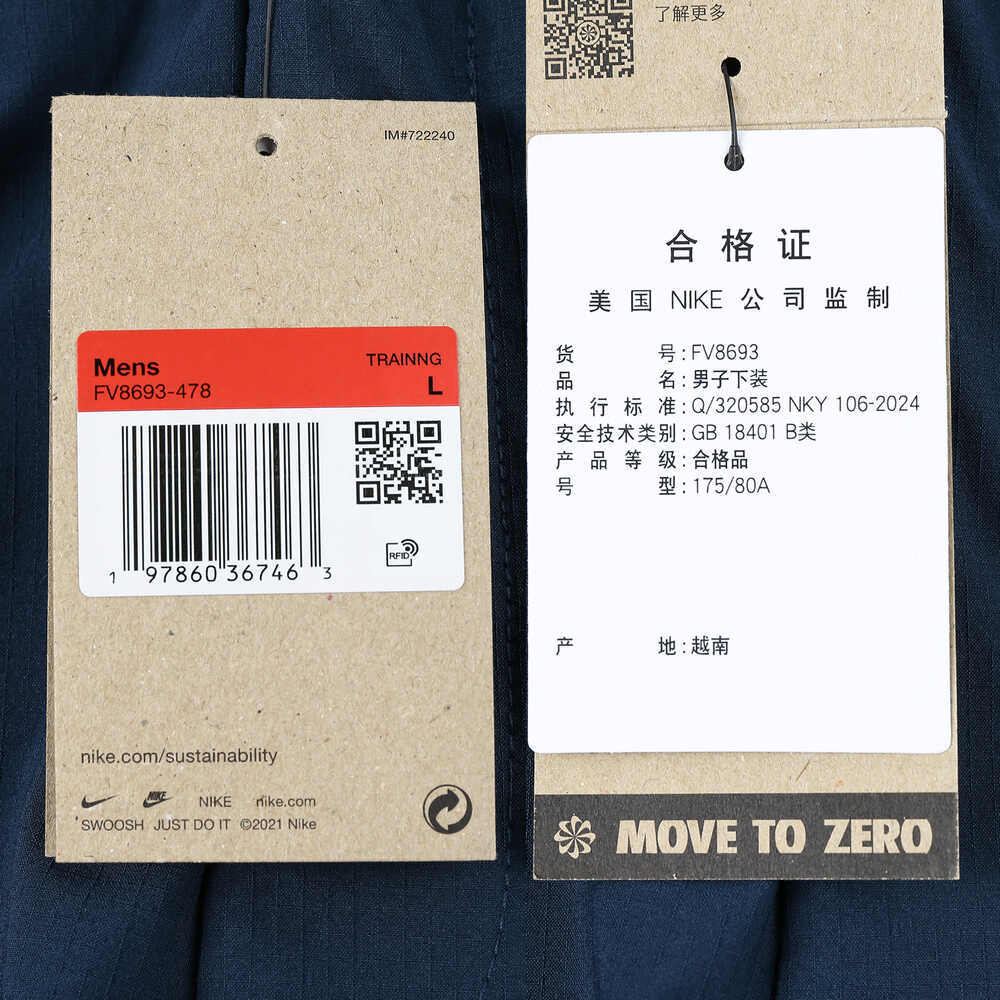 IM#722240
Mens
TRAINNG
FV8693-478
L
RFID
1 97860 36746 3
nike.com/sustainability
NIKE NIKE nike.com
SWOOSH JUST DO IT ©2021 Nike
了解更多
合格证
美国 NIKE 公司监制
货号:FV8693
品名:男子下装
执行标准:Q/320585 NKY 106-2024
安全技术类别:GB 18401 B类
产品等级:合格品
号型:175/80A
产地:越南
MOVE TO ZERO